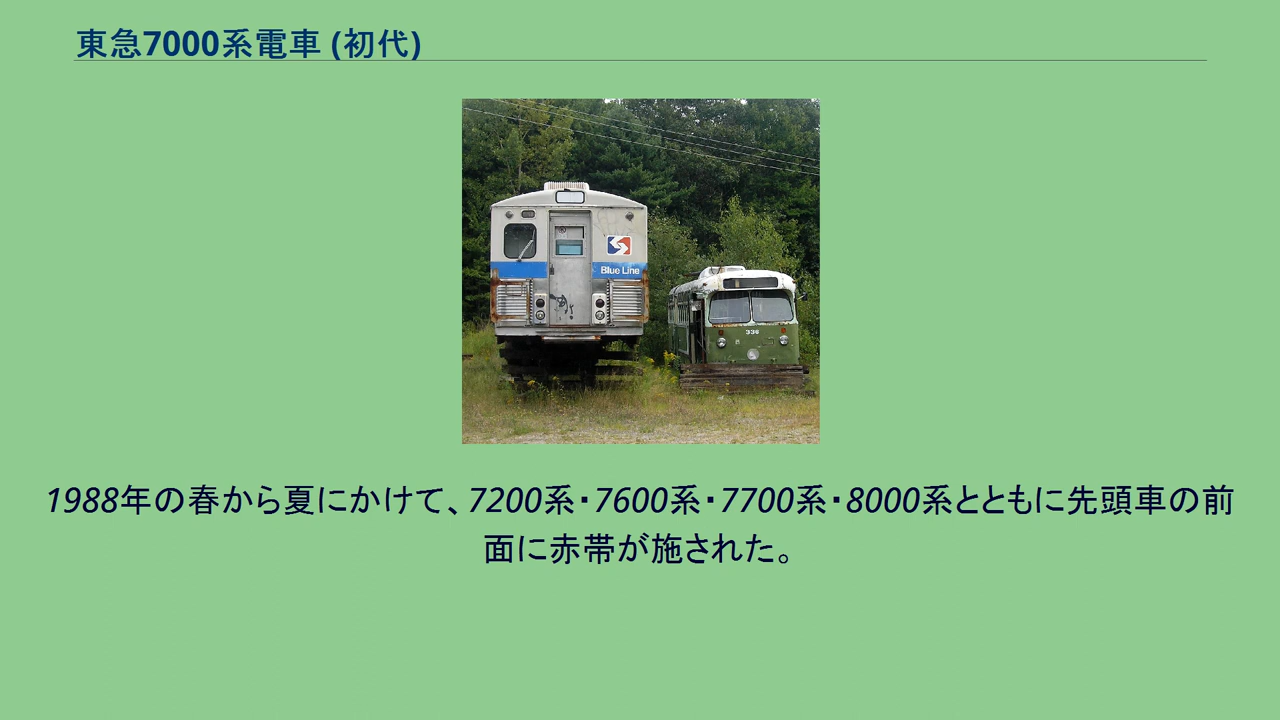 東急7000系電車 (初代)
Blue Line
336
1988年の春から夏にかけて、7200系・7600系・7700系・8000系とともに先頭車の前
面に赤帯が施された。